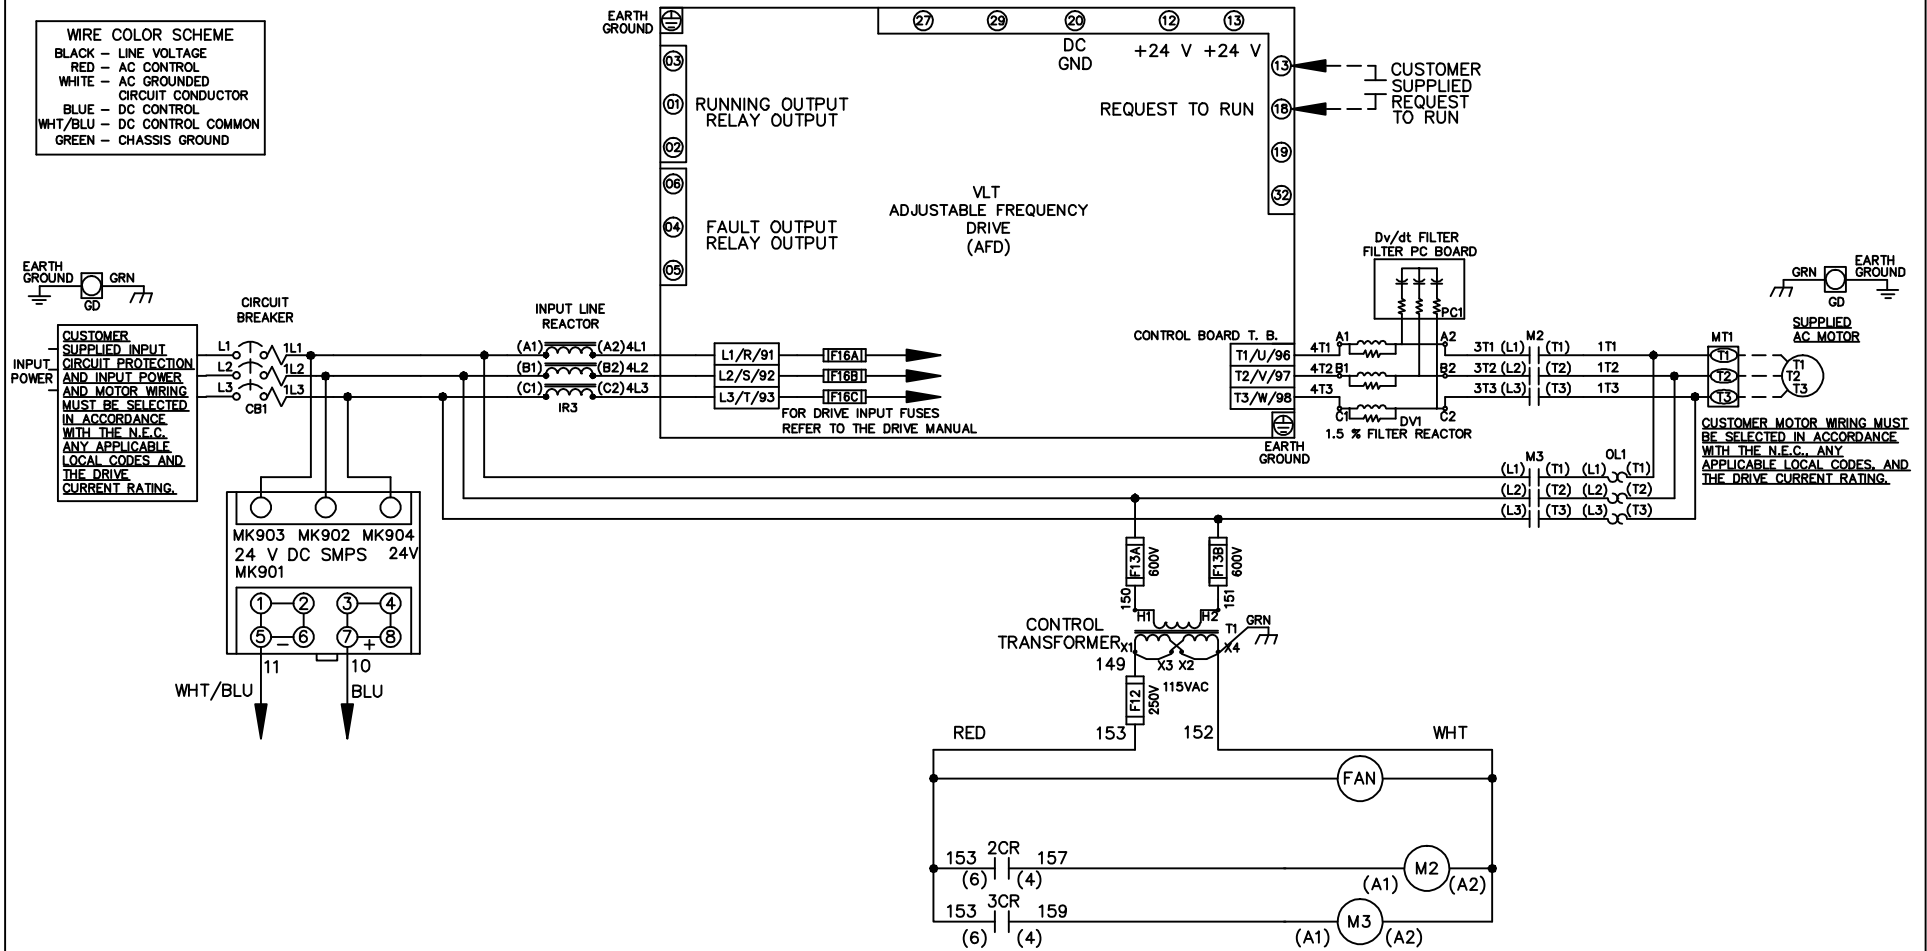 WIRE COLOR SCHEME
BLACK – LINE VOLTAGE
RED – AC CONTROL
WHITE – AC GROUNDED
CIRCUIT CONDUCTOR
BLUE – DC CONTROL
WHT/BLU – DC CONTROL COMMON
GREEN – CHASSIS GROUND
EARTH
GROUND
27
29
20
12
13
DC
GND
+24 V
+24 V
03
01
02
RUNNING OUTPUT
RELAY OUTPUT
06
04
05
FAULT OUTPUT
RELAY OUTPUT
VLT
ADJUSTABLE FREQUENCY
DRIVE
(AFD)
REQUEST TO RUN
13
18
19
32
CUSTOMER
SUPPLIED
REQUEST
TO RUN
EARTH
GROUND
GRN
GD
INPUT
POWER
CUSTOMER
SUPPLIED INPUT
CIRCUIT PROTECTION
AND INPUT POWER
AND MOTOR WIRING
MUST BE SELECTED
IN ACCORDANCE
WITH THE N.E.C.
ANY APPLICABLE
LOCAL CODES AND
THE DRIVE
CURRENT RATING.
CIRCUIT
BREAKER
L1
1L1
L2
1L2
L3
1L3
CB1
INPUT LINE
REACTOR
(A1)
(A2)4L1
(B1)
(B2)4L2
(C1)
(C2)4L3
IR3
L1/R/91
L2/S/92
L3/T/93
F16A
F16B
F16C
FOR DRIVE INPUT FUSES
REFER TO THE DRIVE MANUAL
CONTROL BOARD T. B.
T1/U/96
T2/V/97
T3/W/98
EARTH
GROUND
Dv/dt FILTER
FILTER PC BOARD
PC1
4T1
A1
A2
4T2
B1
B2
4T3
C1
C2
DV1
1.5 % FILTER REACTOR
M2
3T1 (L1) (T1) 1T1
3T2 (L2) (T2) 1T2
3T3 (L3) (T3) 1T3
MT1
T1
T2
T3
GRN
GD
EARTH
GROUND
SUPPLIED
AC MOTOR
T1
T2
T3
CUSTOMER MOTOR WIRING MUST
BE SELECTED IN ACCORDANCE
WITH THE N.E.C., ANY
APPLICABLE LOCAL CODES, AND
THE DRIVE CURRENT RATING.
M3
OL1
(L1) (T1) (L1) (T1)
(L2) (T2) (L2) (T2)
(L3) (T3) (L3) (T3)
MK903
MK902
MK904
24 V DC SMPS
24V
MK901
1
2
3
4
5
–
6
7
+
8
11
10
WHT/BLU
BLU
F13A
600V
F13B
600V
150
151
H1
H2
CONTROL
TRANSFORMER
T1
GRN
X1
X3
X2
X4
149
115VAC
F12
250V
RED
153
152
WHT
FAN
153
2CR
157
(6)
(4)
M2
(A1)
(A2)
153
3CR
159
(6)
(4)
M3
(A1)
(A2)